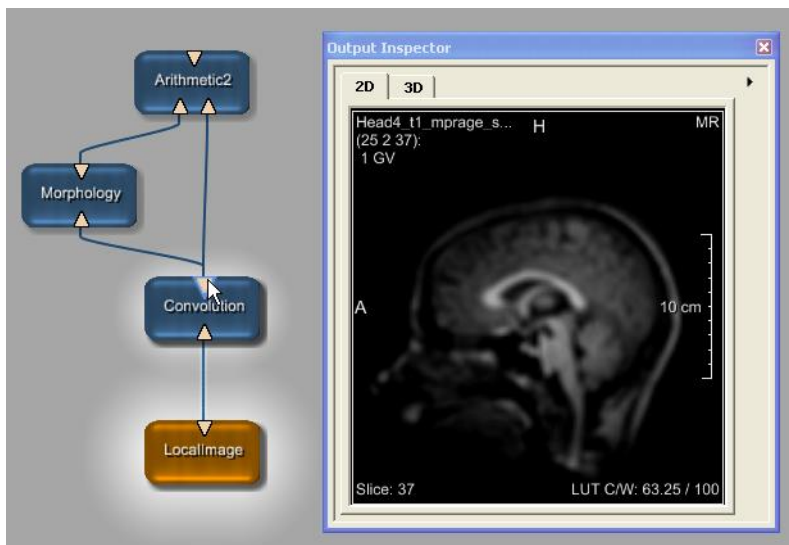 Arithmetic2
Morphology
Convolution
LocalImage
Output Inspector
2D 3D
Head4_t1_mprage_s... H MR
(25 2 37):
1 GV
A
10 cm
Slice: 37 LUT C/W: 63.25 / 100